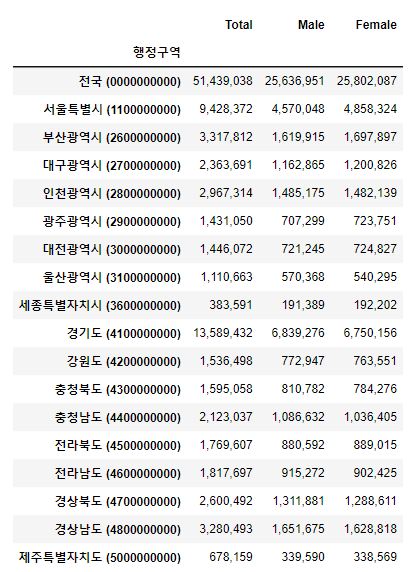 Total Male Female
행정구역
전국 (0000000000) 51,439,038 25,636,951 25,802,087
서울특별시 (1100000000) 9,428,372 4,570,048 4,858,324
부산광역시 (2600000000) 3,317,812 1,619,915 1,697,897
대구광역시 (2700000000) 2,363,691 1,162,865 1,200,826
인천광역시 (2800000000) 2,967,314 1,485,175 1,482,139
광주광역시 (2900000000) 1,431,050 707,299 723,751
대전광역시 (3000000000) 1,446,072 721,245 724,827
울산광역시 (3100000000) 1,110,663 570,368 540,295
세종특별자치시 (3600000000) 383,591 191,389 192,202
경기도 (4100000000) 13,589,432 6,839,276 6,750,156
강원도 (4200000000) 1,536,498 772,947 763,551
충청북도 (4300000000) 1,595,058 810,782 784,276
충청남도 (4400000000) 2,123,037 1,086,632 1,036,405
전라북도 (4500000000) 1,769,607 880,592 889,015
전라남도 (4600000000) 1,817,697 915,272 902,425
경상북도 (4700000000) 2,600,492 1,311,881 1,288,611
경상남도 (4800000000) 3,280,493 1,651,675 1,628,818
제주특별자치도 (5000000000) 678,159 339,590 338,569